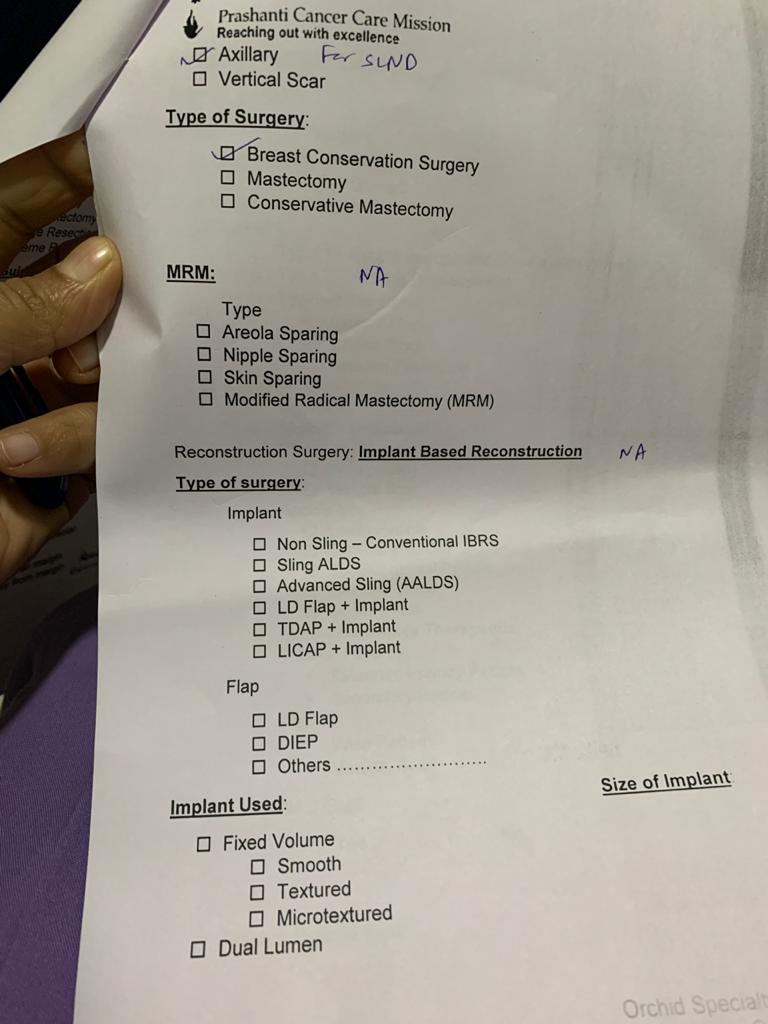 Prashanti Cancer Care Mission
Reaching out with excellence
☑ Axillary For SLND
☐ Vertical Scar
Type of Surgery:
☑ Breast Conservation Surgery
☐ Mastectomy
☐ Conservative Mastectomy
MRM: NA
Type
☐ Areola Sparing
☐ Nipple Sparing
☐ Skin Sparing
☐ Modified Radical Mastectomy (MRM)
Reconstruction Surgery: Implant Based Reconstruction NA
Type of surgery:
Implant
☐ Non Sling – Conventional IBRS
☐ Sling ALDS
☐ Advanced Sling (AALDS)
☐ LD Flap + Implant
☐ TDAP + Implant
☐ LICAP + Implant
Flap
☐ LD Flap
☐ DIEP
☐ Others ..........................
Size of Implant
Implant Used:
☐ Fixed Volume
☐ Smooth
☐ Textured
☐ Microtextured
☐ Dual Lumen
Orchid